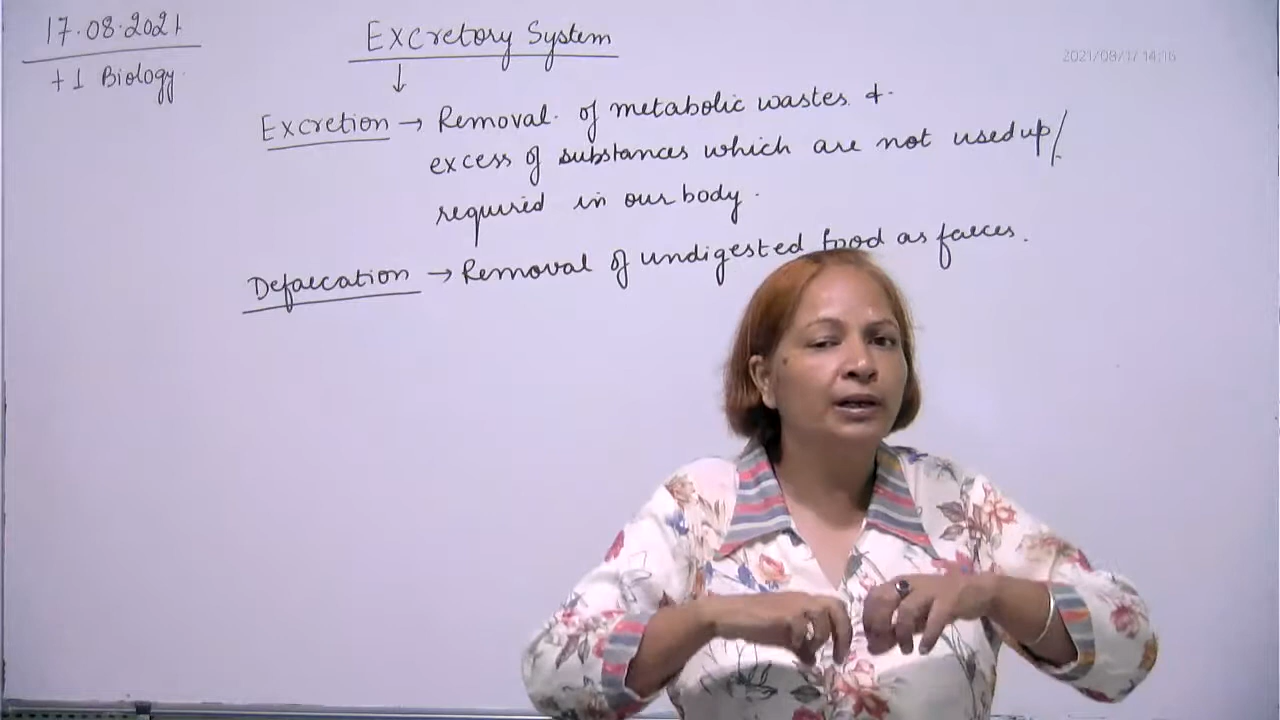 17.08.2021
+1 Biology
Excretory System
2021/08/17 14:16
↓
Excretion → Removal. of metabolic wastes. +.
excess of substances which are not used up/
required in our body.
Defaecation → Removal of undigested food as faeces.